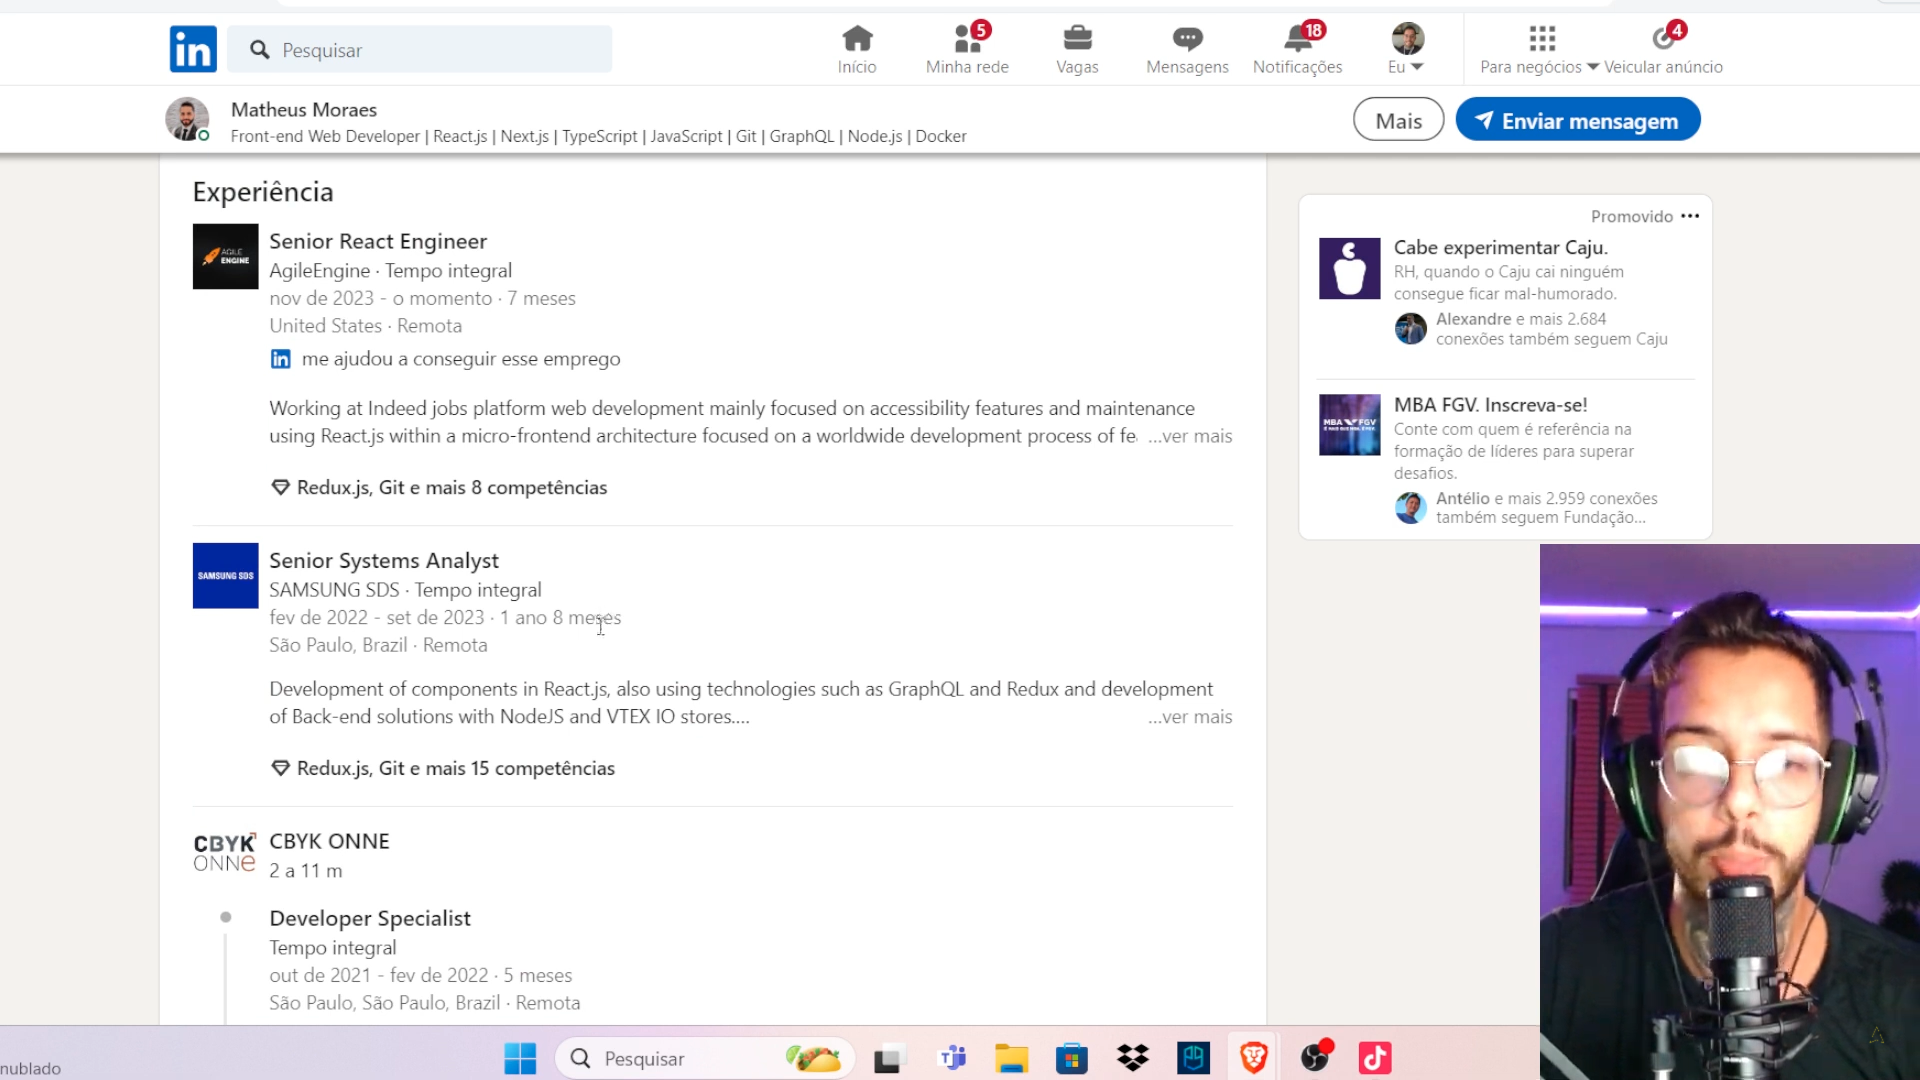 Pesquisar
Início
5
Minha rede
Vagas
Mensagens
18
Notificações
Eu
Para negócios
4
Veicular anúncio
Matheus Moraes
Front-end Web Developer | React.js | Next.js | TypeScript | JavaScript | Git | GraphQL | Node.js | Docker
Mais
Enviar mensagem
Experiência
AGILE
ENGINE
Senior React Engineer
AgileEngine · Tempo integral
nov de 2023 - o momento · 7 meses
United States · Remota
in me ajudou a conseguir esse emprego
Working at Indeed jobs platform web development mainly focused on accessibility features and maintenance
using React.js within a micro-frontend architecture focused on a worldwide development process of fe ...ver mais
Redux.js, Git e mais 8 competências
SAMSUNG SDS
Senior Systems Analyst
SAMSUNG SDS · Tempo integral
fev de 2022 - set de 2023 · 1 ano 8 meses
São Paulo, Brazil · Remota
Development of components in React.js, also using technologies such as GraphQL and Redux and development
of Back-end solutions with NodeJS and VTEX IO stores.... ...ver mais
Redux.js, Git e mais 15 competências
CBYK
ONNe
CBYK ONNE
2 a 11 m
Developer Specialist
Tempo integral
out de 2021 - fev de 2022 · 5 meses
São Paulo, São Paulo, Brazil · Remota
Promovido
Cabe experimentar Caju.
RH, quando o Caju cai ninguém
consegue ficar mal-humorado.
Alexandre e mais 2.684
conexões também seguem Caju
MBA FGV
MBA FGV. Inscreva-se!
Conte com quem é referência na
formação de líderes para superar
desafios.
Antélio e mais 2.959 conexões
também seguem Fundação...
nublado
Pesquisar